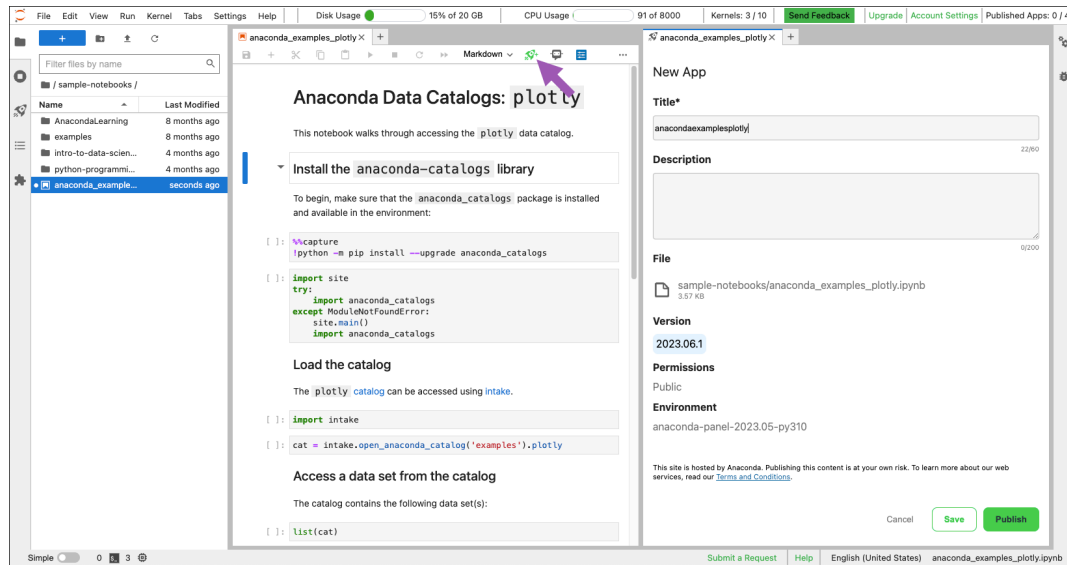 File Edit View Run Kernel Tabs Settings Help Disk Usage 15% of 20 GB CPU Usage 91 of 8000 Kernels: 3 / 10 Send Feedback Upgrade Account Settings Published Apps: 0 / 4
Filter files by name
/ sample-notebooks /
Name Last Modified
AnacondaLearning 8 months ago
examples 8 months ago
intro-to-data-scien... 4 months ago
python-programmi... 4 months ago
anaconda_example... seconds ago
anaconda_examples_plotly
Markdown
Anaconda Data Catalogs: plotly
This notebook walks through accessing the plotly data catalog.
Install the anaconda-catalogs library
To begin, make sure that the anaconda_catalogs package is installed
and available in the environment:
[ ]: %%capture
!python -m pip install --upgrade anaconda_catalogs
[ ]: import site
try:
import anaconda_catalogs
except ModuleNotFoundError:
site.main()
import anaconda_catalogs
Load the catalog
The plotly catalog can be accessed using intake.
[ ]: import intake
[ ]: cat = intake.open_anaconda_catalog('examples').plotly
Access a data set from the catalog
The catalog contains the following data set(s):
[ ]: list(cat)
anaconda_examples_plotly
New App
Title*
anacondaexamplesplotly
22/60
Description
0/200
File
sample-notebooks/anaconda_examples_plotly.ipynb
3.57 KB
Version
2023.06.1
Permissions
Public
Environment
anaconda-panel-2023.05-py310
This site is hosted by Anaconda. Publishing this content is at your own risk. To learn more about our web
services, read our Terms and Conditions.
Cancel Save Publish
Simple 0 3 Submit a Request Help English (United States) anaconda_examples_plotly.ipynb